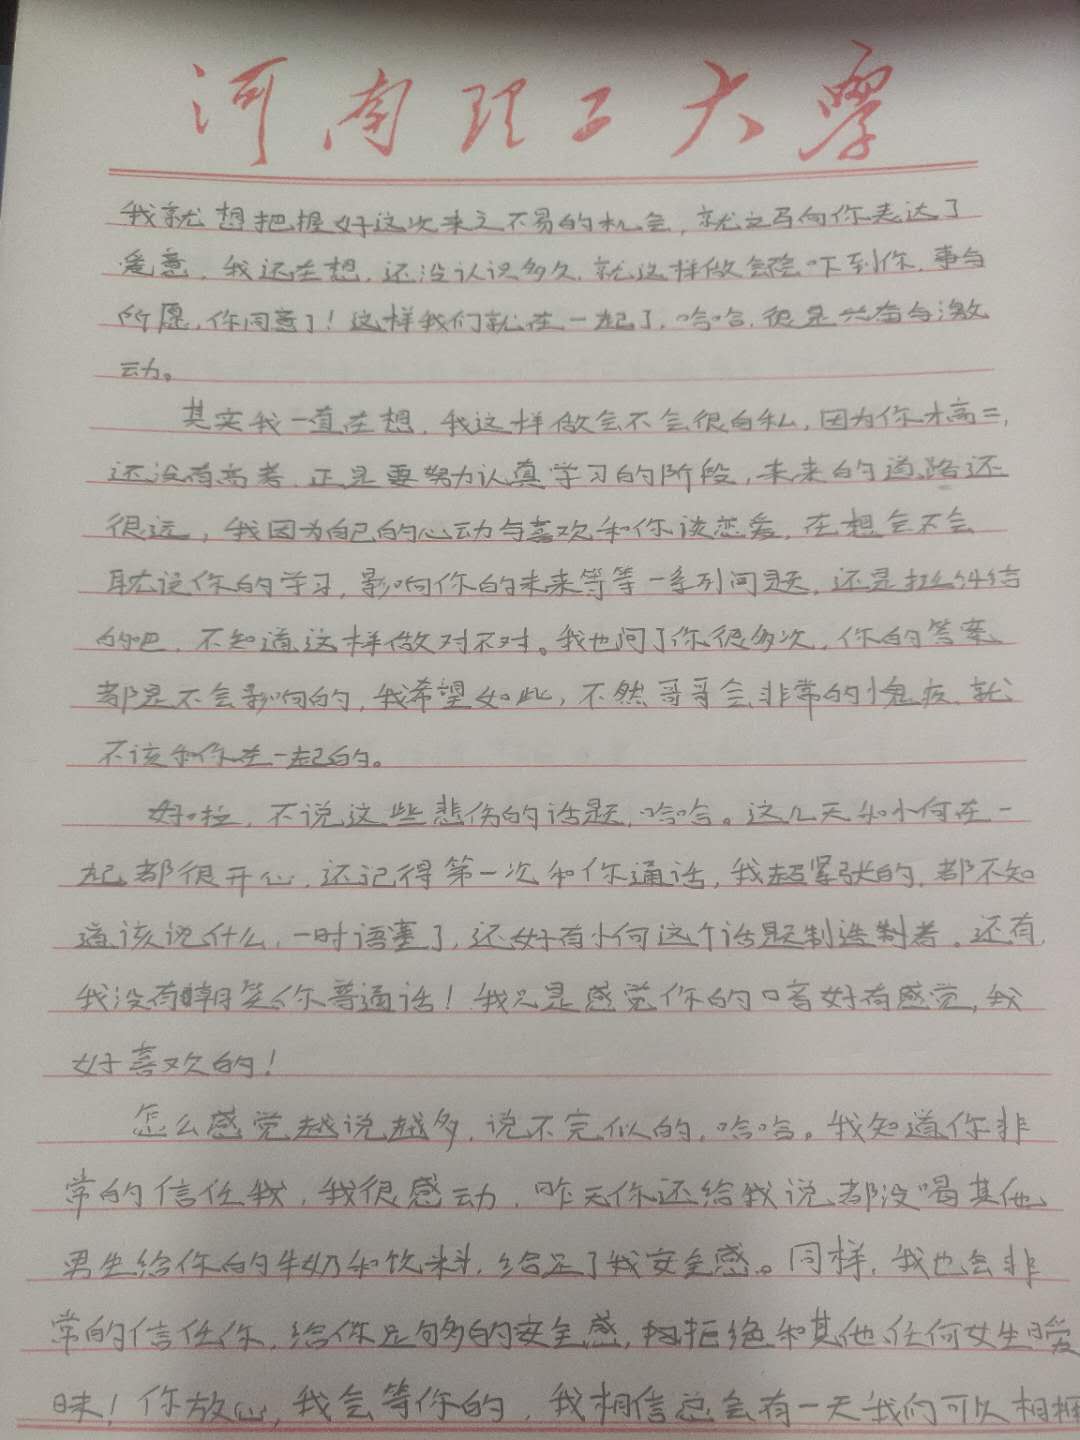 河南理工大学
我就想把握好这次来之不易的机会，就立马向你表达了
爱意，我还在想，还没认识多久，就这样做会吓到你，事与
所愿，你同意了！这样我们就在一起了，哈哈，很是兴奋与激
动。
其实我一直在想，我这样做会不会很自私，因为你才高二，
还没有高考，正是要努力认真学习的阶段，未来的道路还
很远，我因为自己的心动与喜欢和你谈恋爱，在想会不会
耽误你的学习，影响你的未来等等一系列问题，还是挺纠结
的吧，不知道这样做对不对。我也问了你很多次，你的答案
都是不会影响的，我希望如此，不然哥哥会非常的愧疚，就
不该和你在一起的。
好啦，不说这些悲伤的话题，哈哈。这几天和小何在一
起都很开心，还记得第一次和你通话，我超紧张的，都不知
道该说什么，一时语塞了，还好有小何这个话题制造制者。还有，
我没有嘲笑你普通话！我只是感觉你的口音好有感觉，我
好喜欢的！
怎么感觉越说越多，说不完似的，哈哈。我知道你非
常的信任我，我很感动，昨天你还给我说都没喝其他
男生给你的牛奶和饮料，给足了我安全感。同样，我也会非
常的信任你，给你足够多的安全感，拒绝和其他任何女生暧
昧！你放心，我会等你的，我相信总会有一天我们可以相拥